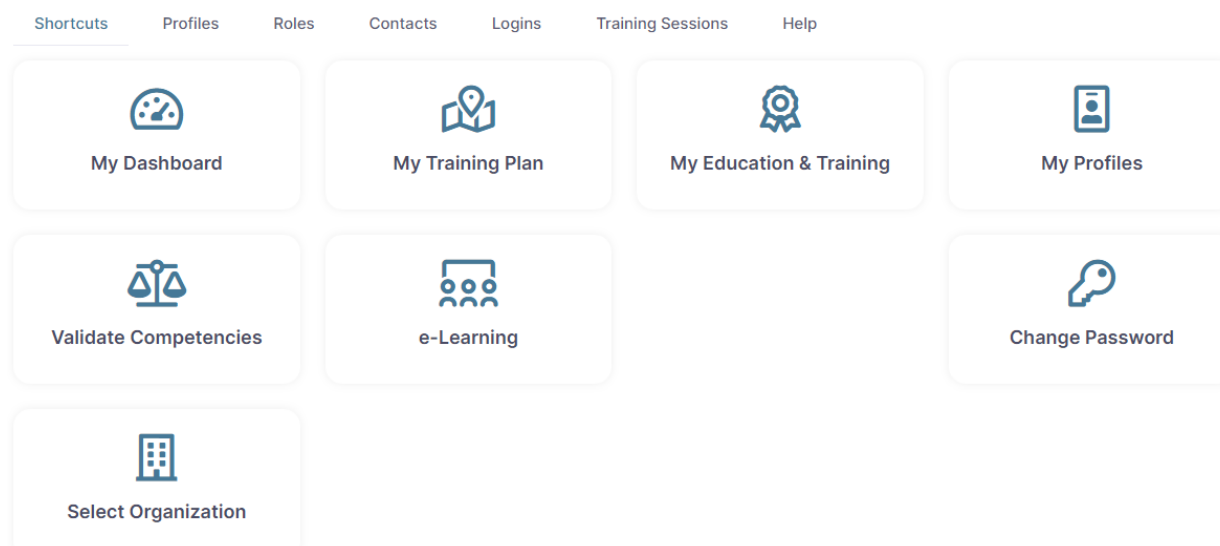 Shortcuts Profiles Roles Contacts Logins Training Sessions Help
My Dashboard My Training Plan My Education & Training My Profiles
Validate Competencies e-Learning Change Password
Select Organization